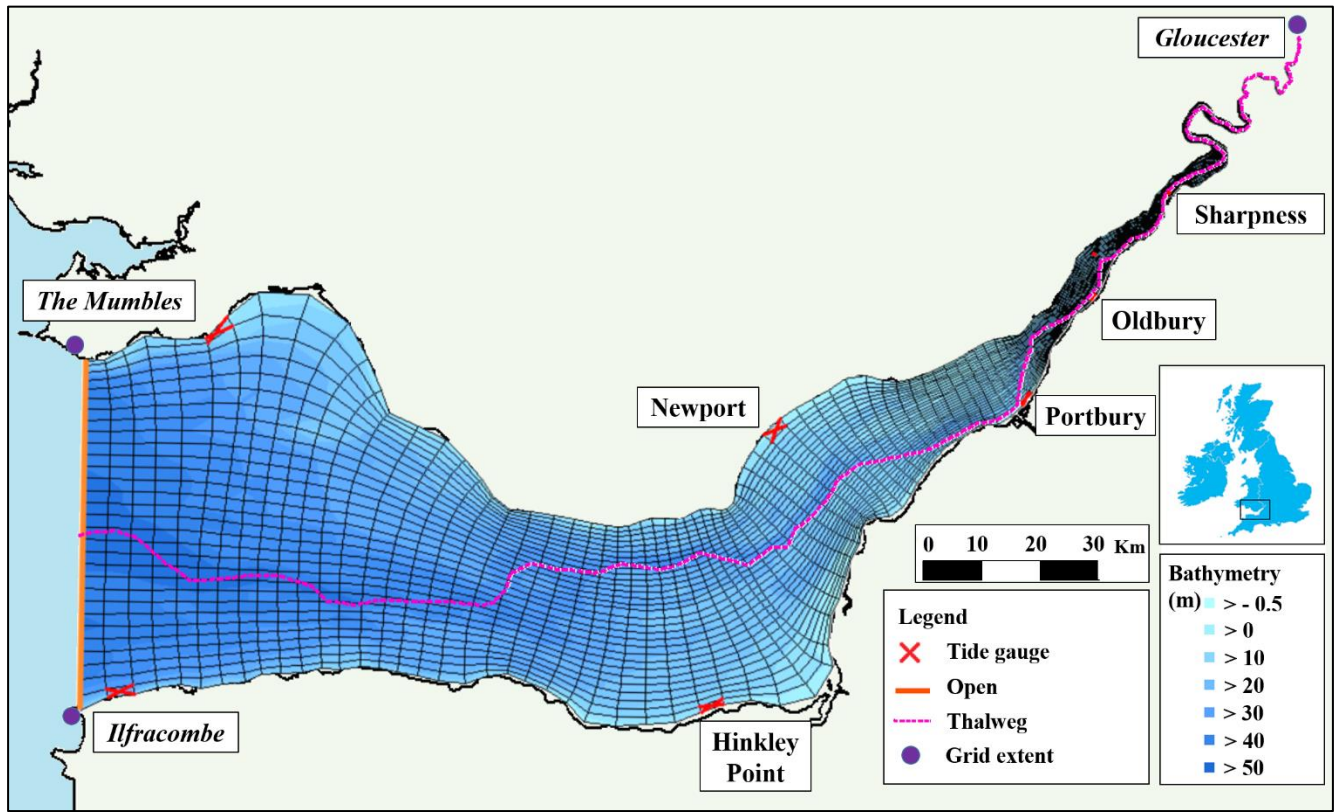 Gloucester
Sharpness
The Mumbles
Oldbury
Newport
Portbury
0 10 20 30 Km
Bathymetry
(m)
> - 0.5
> 0
> 10
> 20
> 30
> 40
> 50
Legend
Tide gauge
Open
Thalweg
Grid extent
Ilfracombe
Hinkley
Point